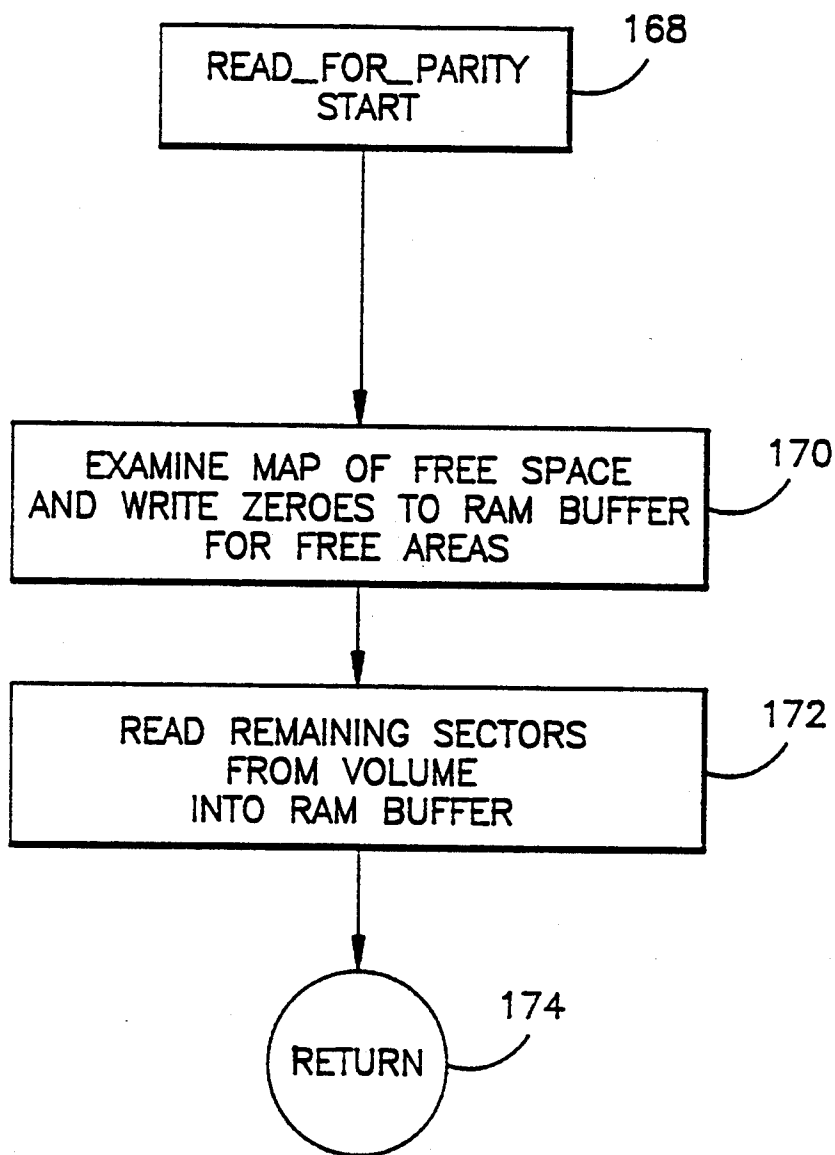 168
READ_FOR_PARITY
START
170
EXAMINE MAP OF FREE SPACE
AND WRITE ZEROES TO RAM BUFFER
FOR FREE AREAS
172
READ REMAINING SECTORS
FROM VOLUME
INTO RAM BUFFER
174
RETURN